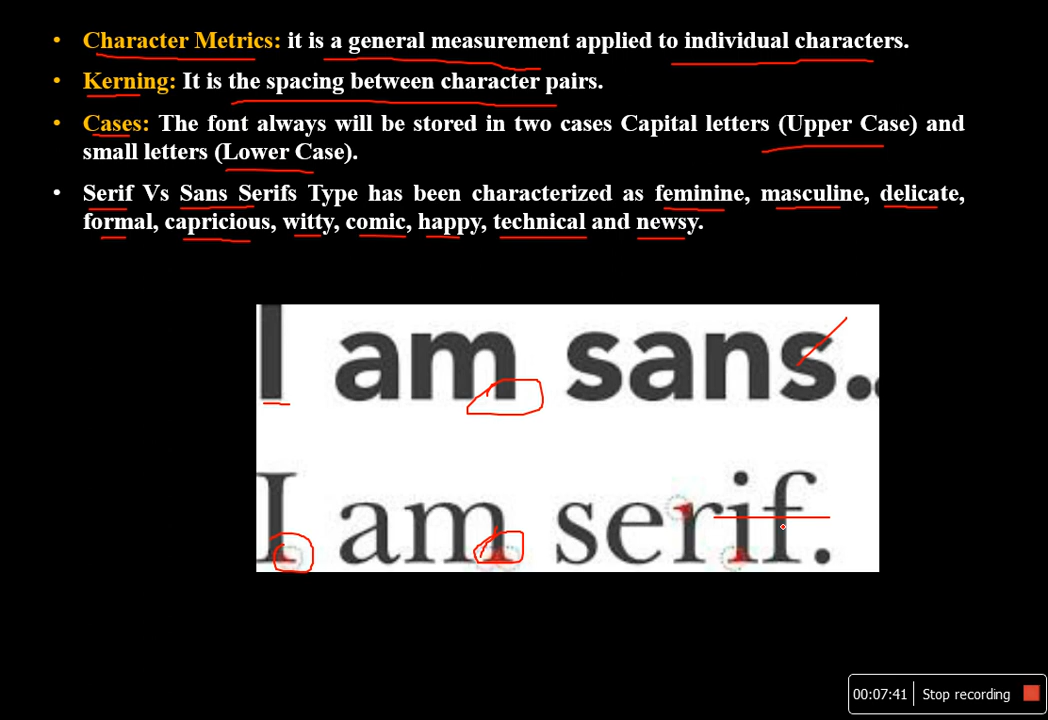 • Character Metrics: it is a general measurement applied to individual characters.
• Kerning: It is the spacing between character pairs.
• Cases: The font always will be stored in two cases Capital letters (Upper Case) and
small letters (Lower Case).
• Serif Vs Sans Serifs Type has been characterized as feminine, masculine, delicate,
formal, capricious, witty, comic, happy, technical and newsy.
I am sans..
I am serif.
00:07:41 Stop recording